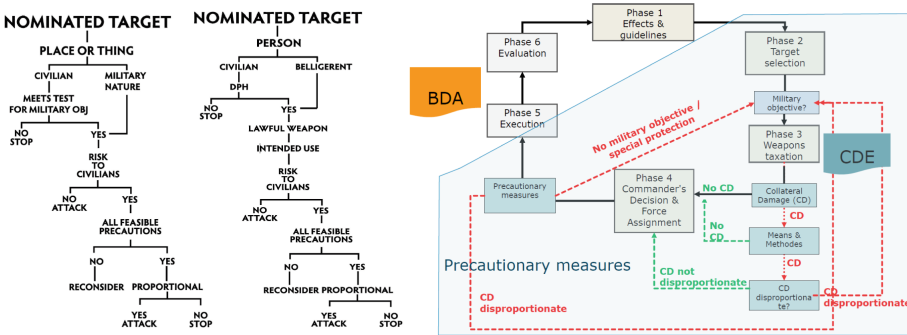 NOMINATED TARGET
PLACE OR THING
CIVILIAN
MILITARY
NATURE
MEETS TEST
FOR MILITARY OBJ
NO
STOP
YES
RISK
TO
CIVILIANS
NO
ATTACK
YES
ALL FEASIBLE
PRECAUTIONS
NO
YES
RECONSIDER
PROPORTIONAL
YES
ATTACK
NO
STOP
NOMINATED TARGET
PERSON
CIVILIAN
BELLIGERENT
DPH
NO
STOP
YES
LAWFUL WEAPON
INTENDED USE
RISK
TO
CIVILIANS
NO
ATTACK
YES
ALL FEASIBLE
PRECAUTIONS
NO
YES
RECONSIDER
PROPORTIONAL
YES
ATTACK
NO
STOP
Phase 1
Effects &
guidelines
Phase 6
Evaluation
Phase 2
Target
selection
BDA
Military
objective?
Phase 5
Execution
No military objective /
special protection
Phase 3
Weapons
taxation
CDE
Phase 4
Commander's
Decision &
Force
Assignment
Precautionary
measures
No CD
Collateral
Damage (CD)
CD
No
CD
Means &
Methodes
CD
Precautionary measures
CD not
disproportionate
CD
disproportiona
te?
CD
disproportionate
CD
disproportionate